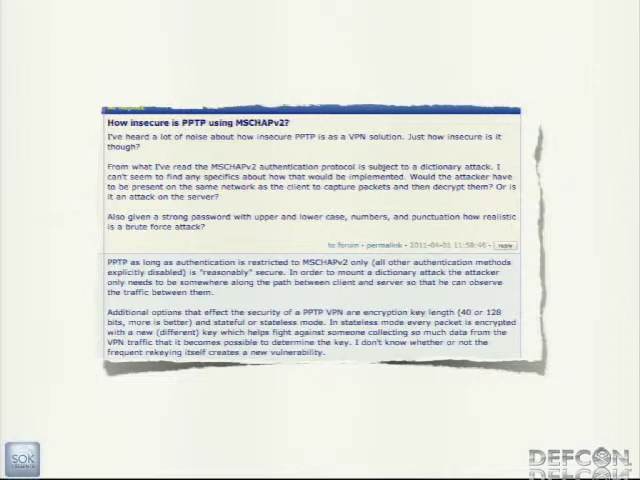 How insecure is PPTP using MSCHAPv2?
I've heard a lot of noise about how insecure PPTP is as a VPN solution. Just how insecure is it
though?
From what I've read the MSCHAPv2 authentication protocol is subject to a dictionary attack. I
can't seem to find any specifics about how that would be implemented. Would the attacker have
to be present on the same network as the client to capture packets and then decrypt them? Or is
it an attack on the server?
Also given a strong password with upper and lower case, numbers, and punctuation how realistic
is a brute force attack?
hs forum - permalink - 2011-04-01 11:58:46 - reply
PPTP as long as authentication is restricted to MSCHAPv2 only (all other authentication methods
explicitly disabled) is "reasonably" secure. In order to mount a dictionary attack the attacker
only needs to be somewhere along the path between client and server so that he can observe
the traffic between them.
Additional options that effect the security of a PPTP VPN are encryption key length (40 or 128
bits, more is better) and stateful or stateless mode. In stateless mode every packet is encrypted
with a new (different) key which helps fight against someone collecting so much data from the
VPN traffic that it becomes possible to determine the key. I don't know whether or not the
frequent rekeying itself creates a new vulnerability.
SOK
DEFCON